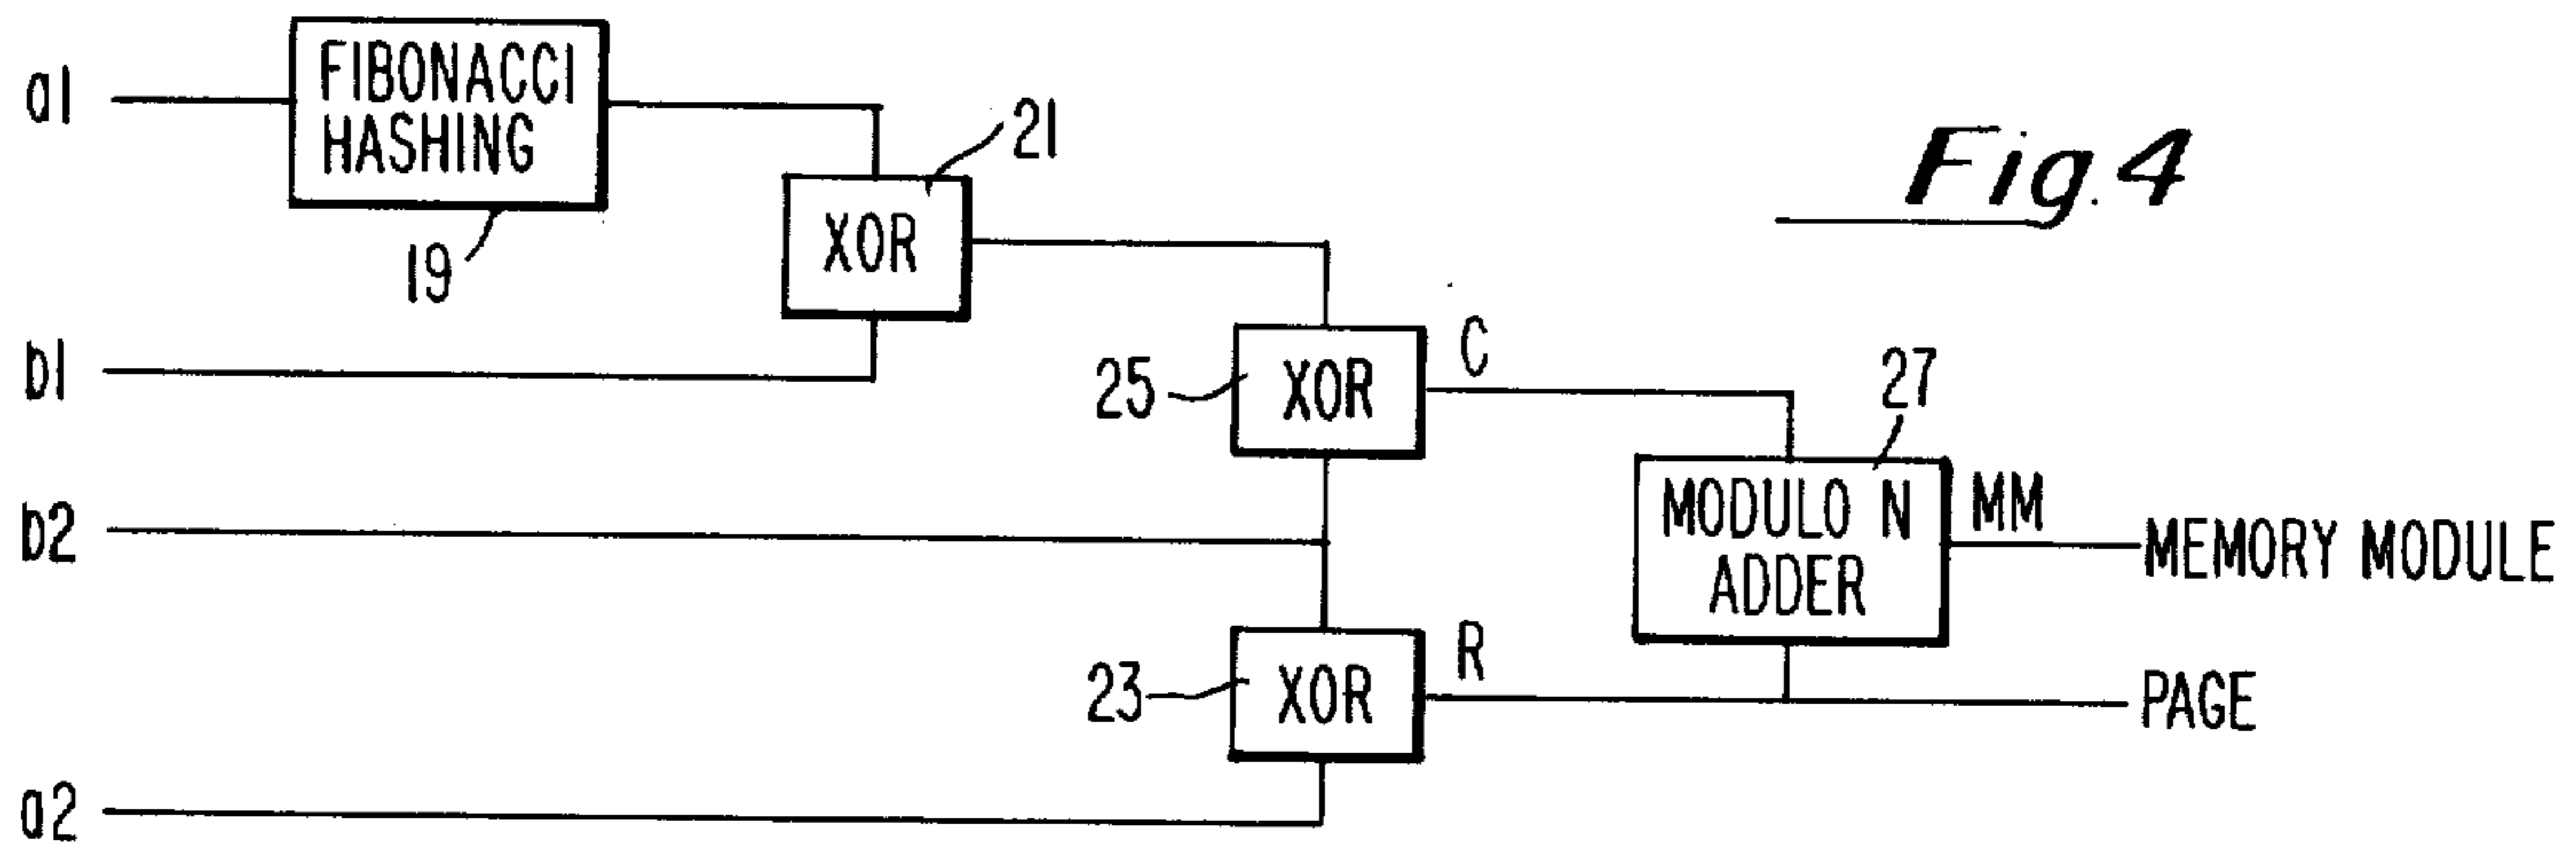 a1
FIBONACCI
HASHING
19
21
XOR
Fig. 4
b1
25
XOR
C
27
MODULO N
ADDER
MM
MEMORY MODULE
b2
23
XOR
R
PAGE
a2